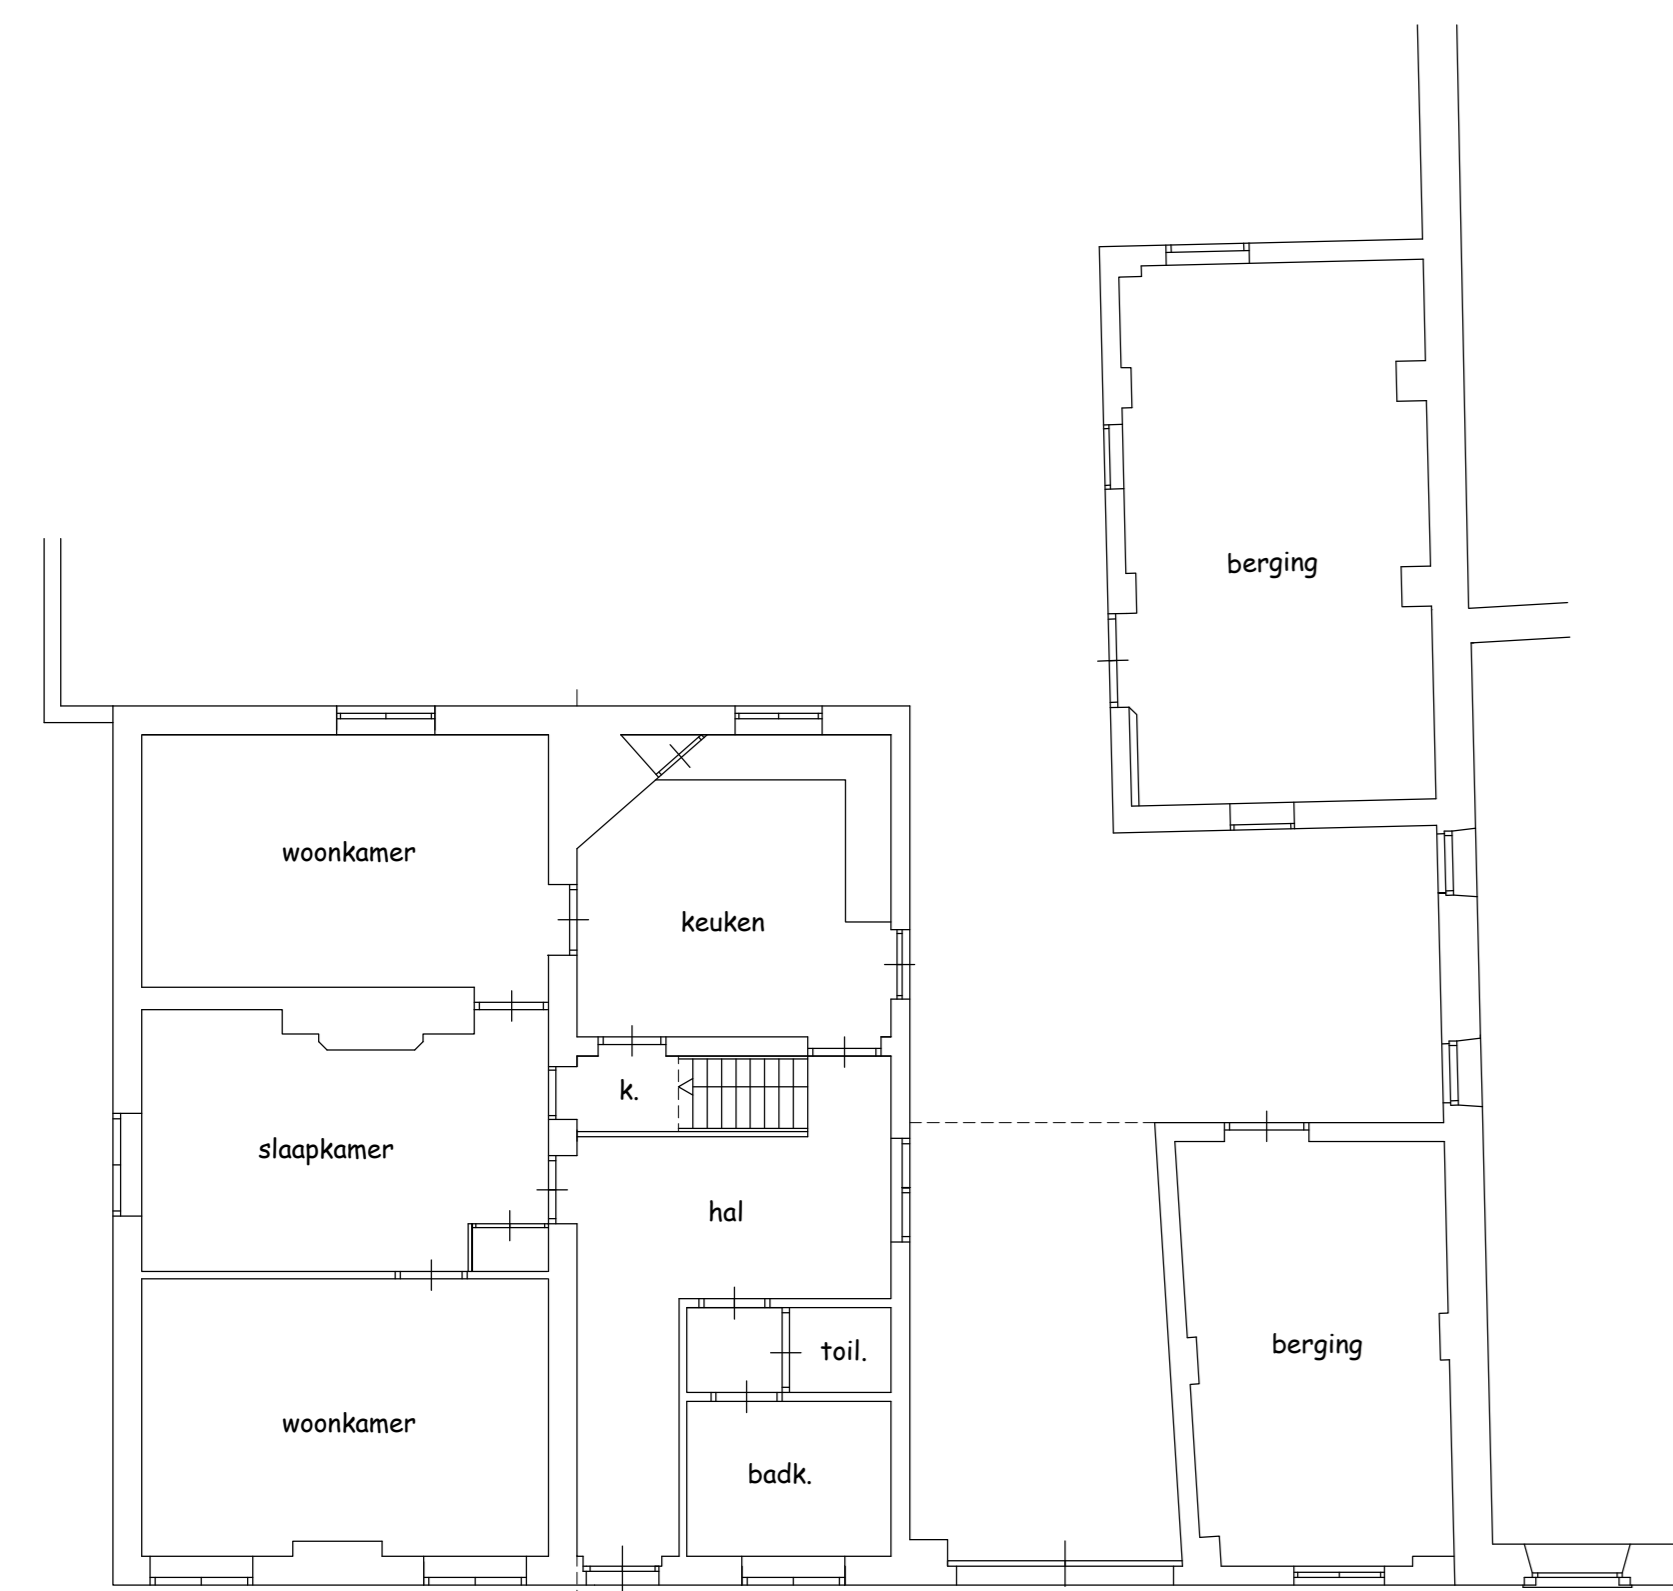 berging
woonkamer
keuken
k.
slaapkamer
hal
toil.
berging
woonkamer
badk.